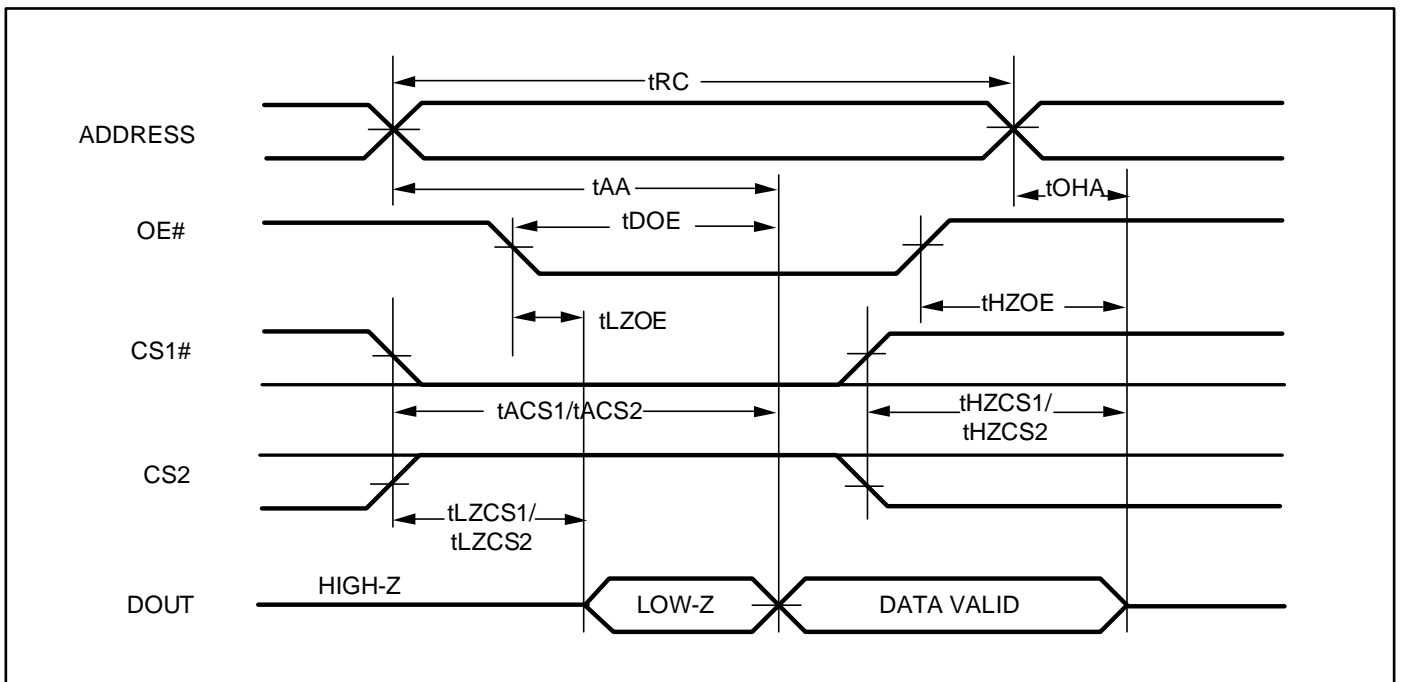 tRC
ADDRESS
tAA
tOHA
OE#
tDOE
tHZOE
tLZOE
CS1#
tACS1/tACS2
tHZCS1/
tHZCS2
CS2
tLZCS1/
tLZCS2
HIGH-Z
DOUT
LOW-Z
DATA VALID